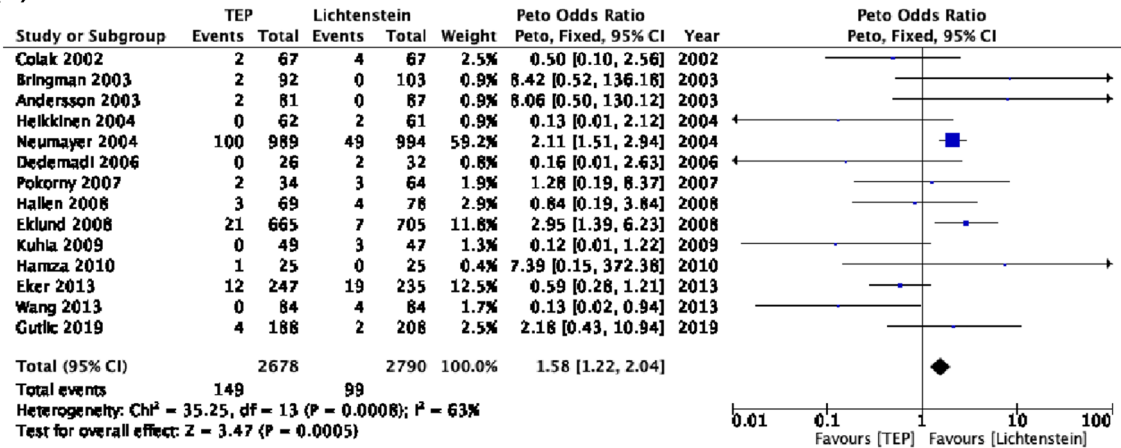 TEP Lichtenstein Peto Odds Ratio Peto Odds Ratio
Study or Subgroup Events Total Events Total Weight Peto, Fixed, 95% CI Year Peto, Fixed, 95% CI
Colak 2002 2 67 4 67 2.5% 0.50 [0.10, 2.56] 2002
Bringman 2003 2 92 0 103 0.9% 8.42 [0.52, 136.18] 2003
Andersson 2003 2 81 0 87 0.9% 8.06 [0.50, 130.12] 2003
Heikkinen 2004 0 62 2 61 0.9% 0.13 [0.01, 2.12] 2004
Neumayer 2004 100 989 49 994 59.2% 2.11 [1.51, 2.94] 2004
Dedemadi 2006 0 26 2 32 0.8% 0.16 [0.01, 2.63] 2006
Pokorny 2007 2 34 3 64 1.9% 1.28 [0.19, 8.37] 2007
Hallen 2008 3 69 4 78 2.9% 0.84 [0.19, 3.84] 2008
Eklund 2008 21 665 7 705 11.8% 2.95 [1.39, 6.23] 2008
Kuhla 2009 0 49 3 47 1.3% 0.12 [0.01, 1.22] 2009
Hamza 2010 1 25 0 25 0.4% 7.39 [0.15, 372.38] 2010
Eker 2013 12 247 19 235 12.5% 0.59 [0.28, 1.21] 2013
Wang 2013 0 84 4 84 1.7% 0.13 [0.02, 0.94] 2013
Gutlic 2019 4 188 2 208 2.5% 2.18 [0.43, 10.94] 2019
Total (95% CI) 2678 2790 100.0% 1.58 [1.22, 2.04]
Total events 149 99
Heterogeneity: Chi² = 35.25, df = 13 (P = 0.0008); I² = 63%
Test for overall effect: Z = 3.47 (P = 0.0005)
0.01 0.1 1 10 100
Favours [TEP] Favours [Lichtenstein]